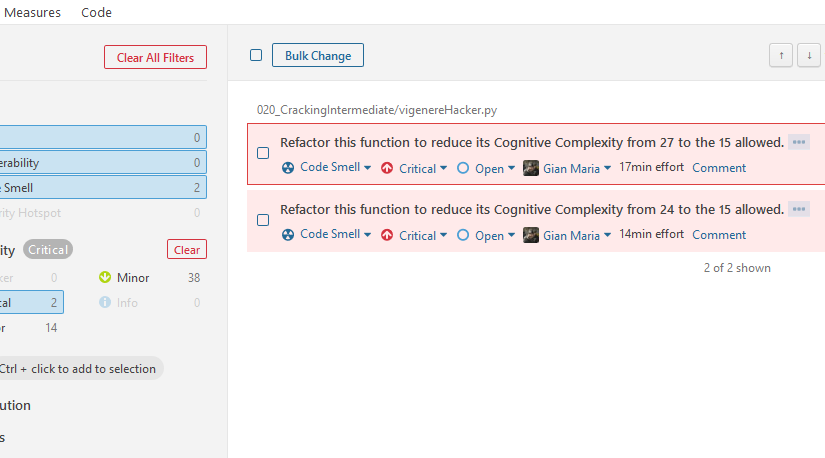 Measures Code
Clear All Filters
Bulk Change
↑ ↓
020_CrackingIntermediate/vigenereHacker.py
0
Refactor this function to reduce its Cognitive Complexity from 27 to the 15 allowed. •••
erability 0
Code Smell Critical Open Gian Maria 17min effort Comment
Smell 2
Refactor this function to reduce its Cognitive Complexity from 24 to the 15 allowed. •••
rity Hotspot 0
Code Smell Critical Open Gian Maria 14min effort Comment
ity Critical Clear
2 of 2 shown
ker 0 Minor 38
cal 2 Info 0
or 14
Ctrl + click to add to selection
ution
s